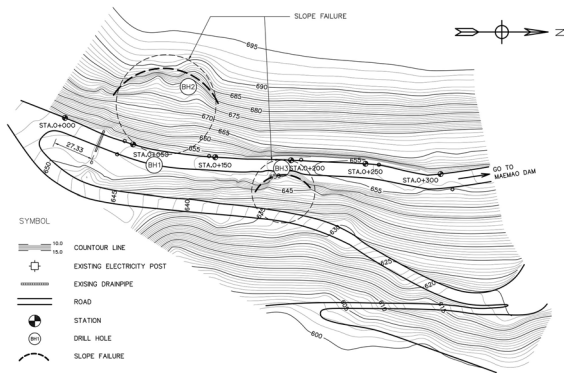 SLOPE FAILURE
N
695
690
685
680
675
670
665
660
655
BH2
STA.0+000
27.33
STA.0+050
BH1
STA.0+150
BH3
STA.0+200
655
STA.0+250
655
STA.0+300
GO TO
MAEMAO DAM
650
645
640
635
645
630
625
620
615
610
605
600
SYMBOL
10.0
15.0
COUNTOUR LINE
EXISTING ELECTRICITY POST
EXISING DRAINPIPE
ROAD
STATION
BH1
DRILL HOLE
SLOPE FAILURE